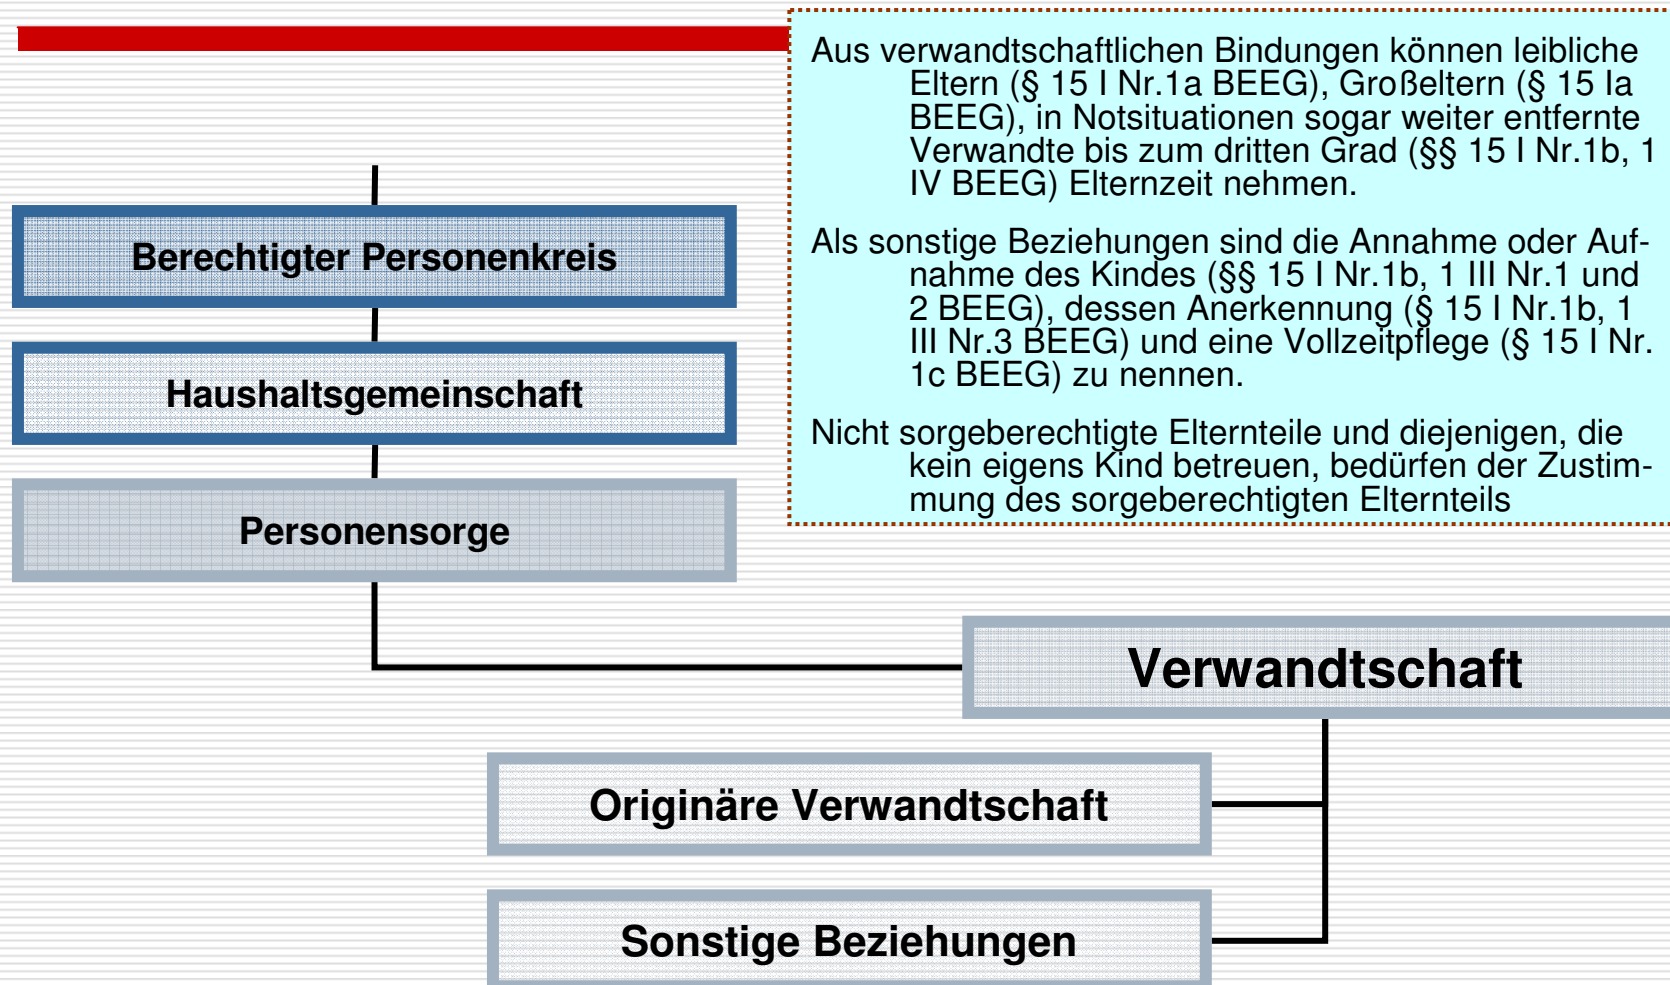 Aus verwandtschaftlichen Bindungen können leibliche
Eltern (§ 15 I Nr.1a BEEG), Großeltern (§ 15 Ia
BEEG), in Notsituationen sogar weiter entfernte
Verwandte bis zum dritten Grad (§§ 15 I Nr.1b, 1
IV BEEG) Elternzeit nehmen.
Als sonstige Beziehungen sind die Annahme oder Auf-
nahme des Kindes (§§ 15 I Nr.1b, 1 III Nr.1 und
2 BEEG), dessen Anerkennung (§ 15 I Nr.1b, 1
III Nr.3 BEEG) und eine Vollzeitpflege (§ 15 I Nr.
1c BEEG) zu nennen.
Nicht sorgeberechtigte Elternteile und diejenigen, die
kein eigens Kind betreuen, bedürfen der Zustim-
mung des sorgeberechtigten Elternteils
Berechtigter Personenkreis
Haushaltsgemeinschaft
Personensorge
Verwandtschaft
Originäre Verwandtschaft
Sonstige Beziehungen